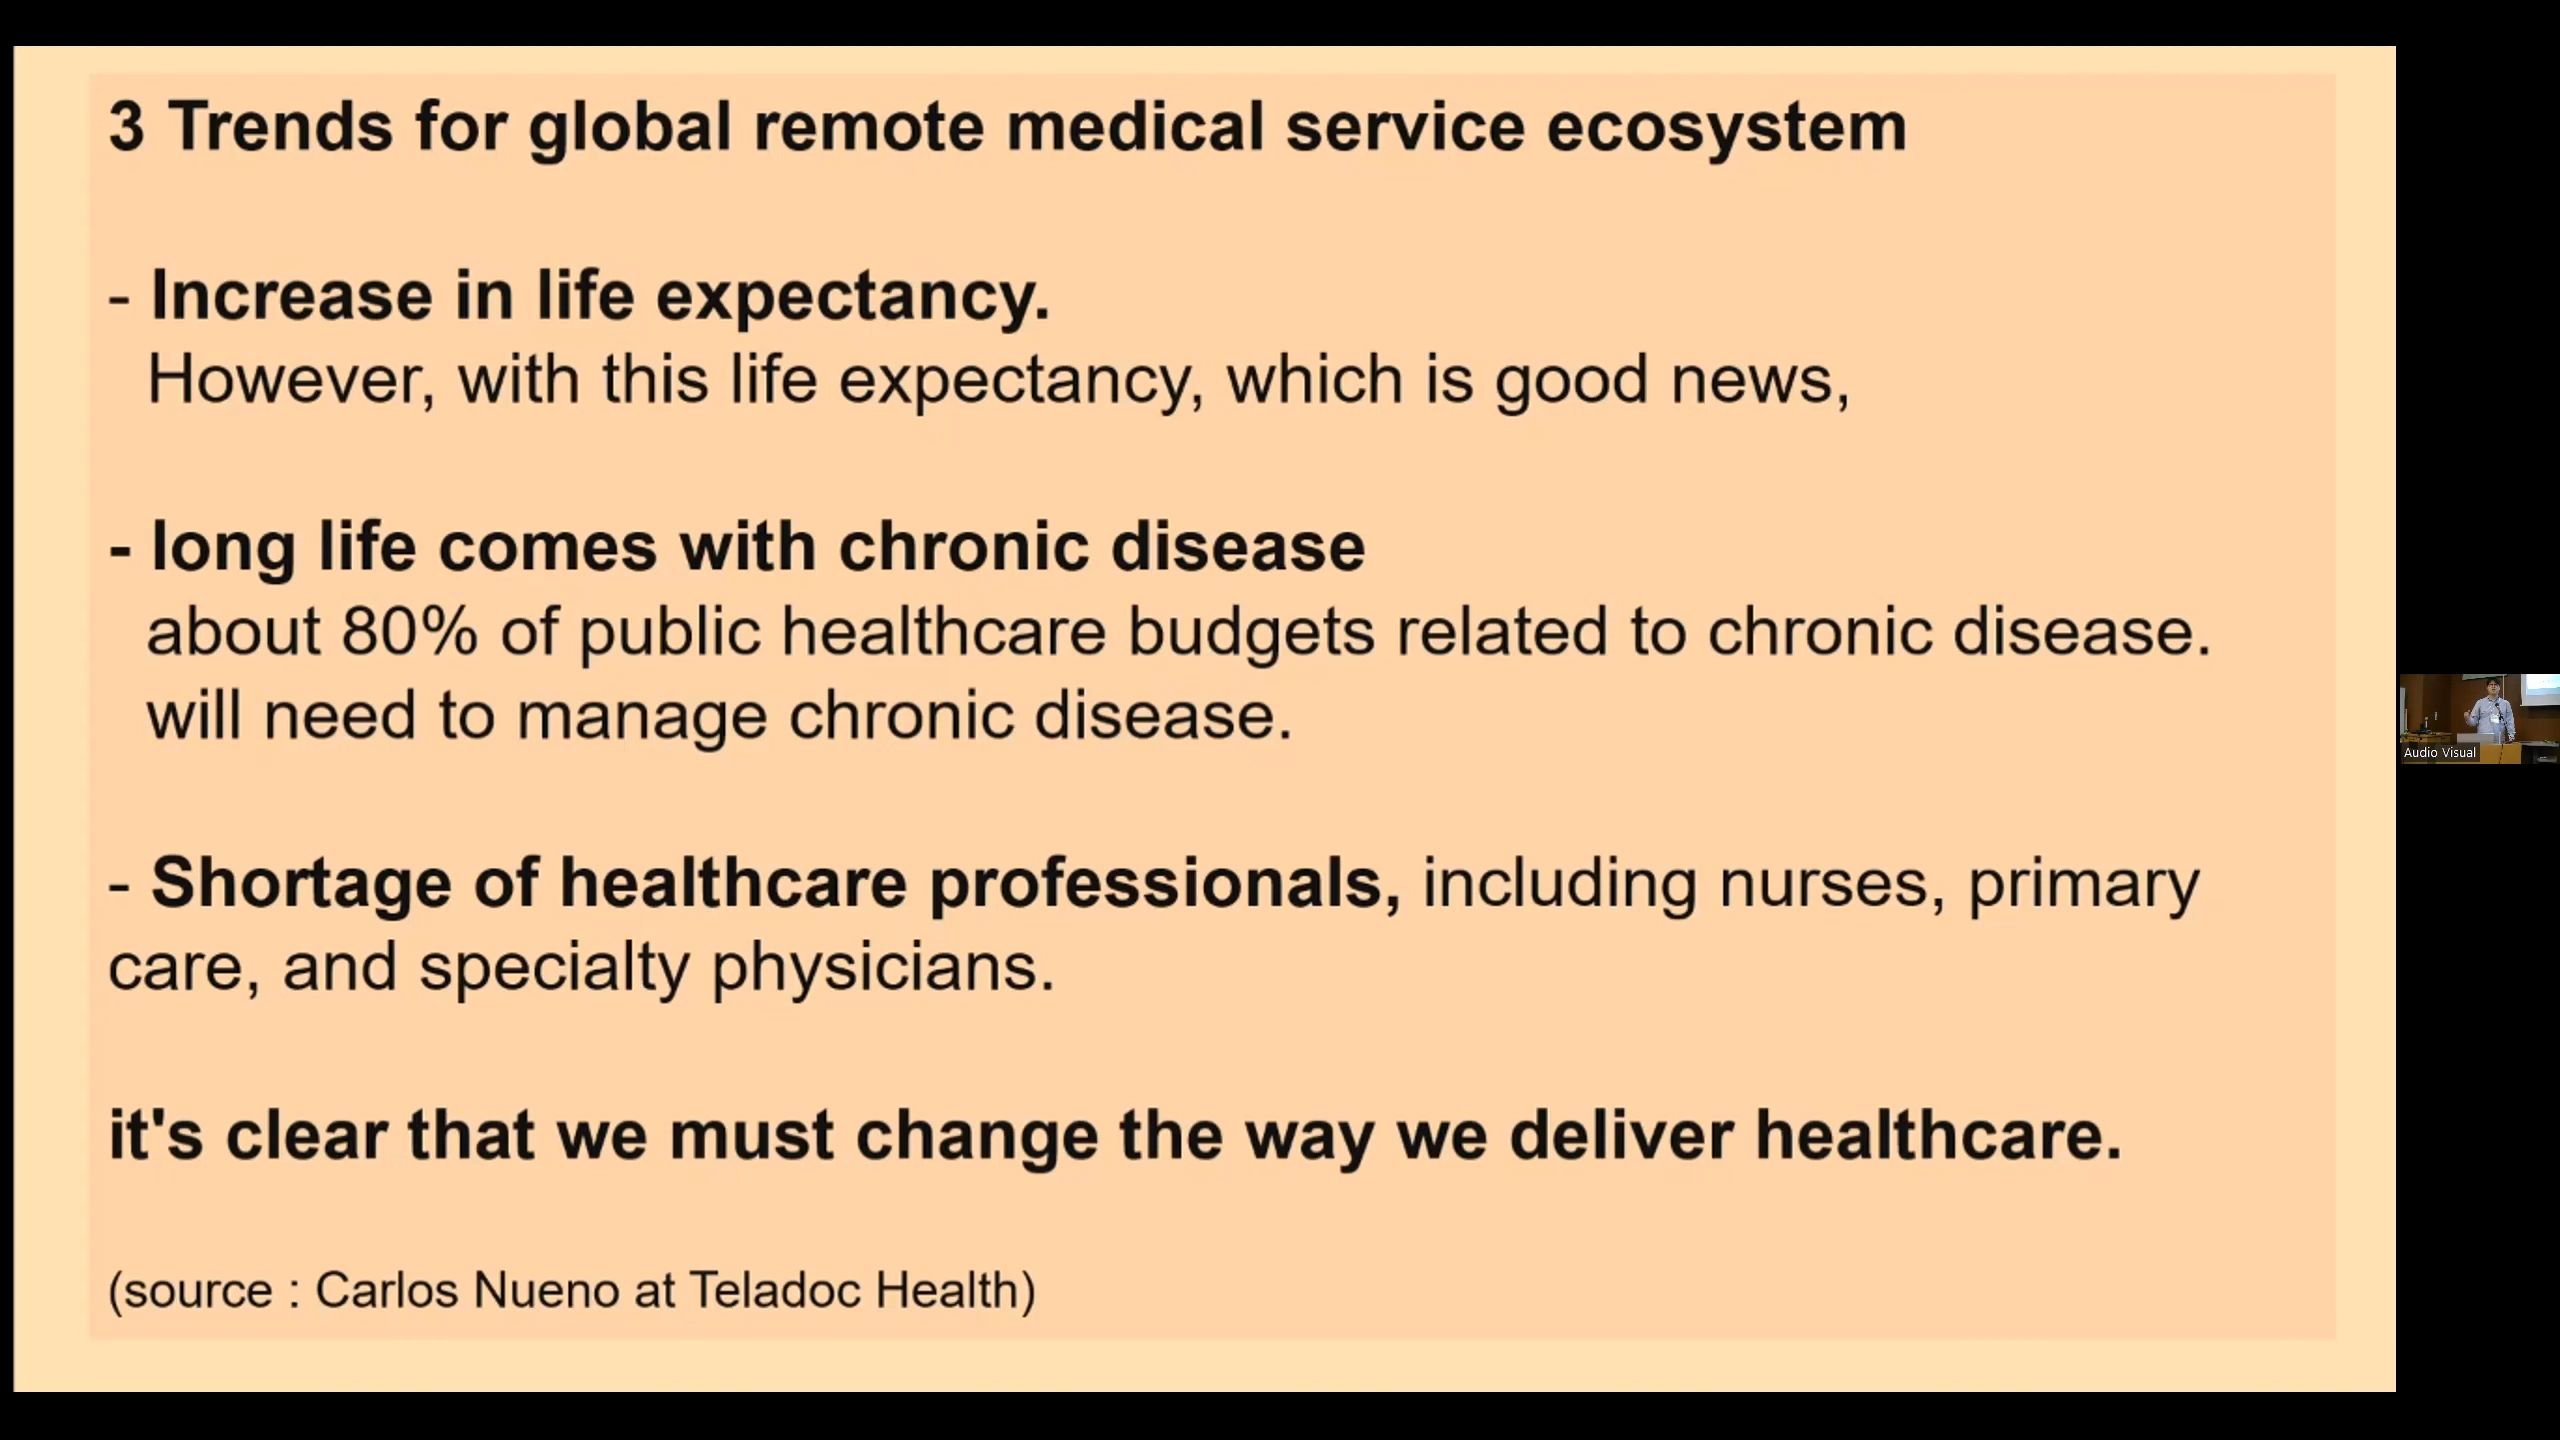 3 Trends for global remote medical service ecosystem
- Increase in life expectancy.
However, with this life expectancy, which is good news,
- long life comes with chronic disease
about 80% of public healthcare budgets related to chronic disease.
will need to manage chronic disease.
- Shortage of healthcare professionals, including nurses, primary
care, and specialty physicians.
it's clear that we must change the way we deliver healthcare.
(source : Carlos Nueno at Teladoc Health)
Audio Visual